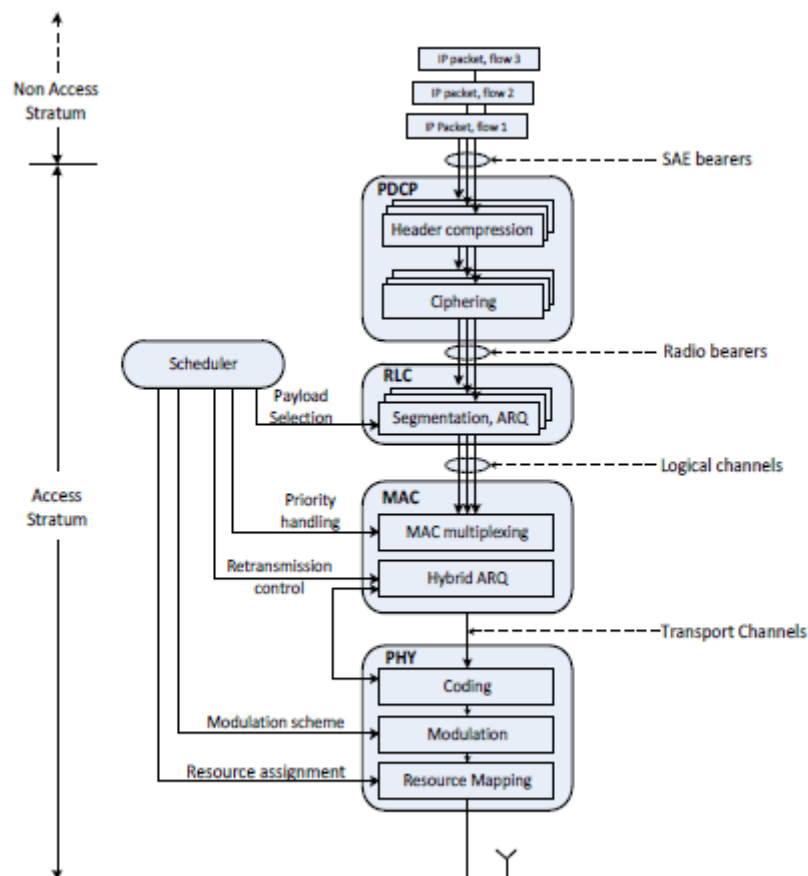 IP packet, flow 3
IP packet, flow 2
IP Packet, flow 1
Non Access
Stratum
SAE bearers
PDCP
Header compression
Ciphering
Radio bearers
Scheduler
RLC
Payload
Selection
Segmentation, ARQ
Logical channels
Access
Stratum
MAC
Priority
handling
MAC multiplexing
Retransmission
control
Hybrid ARQ
Transport Channels
PHY
Coding
Modulation scheme
Modulation
Resource assignment
Resource Mapping